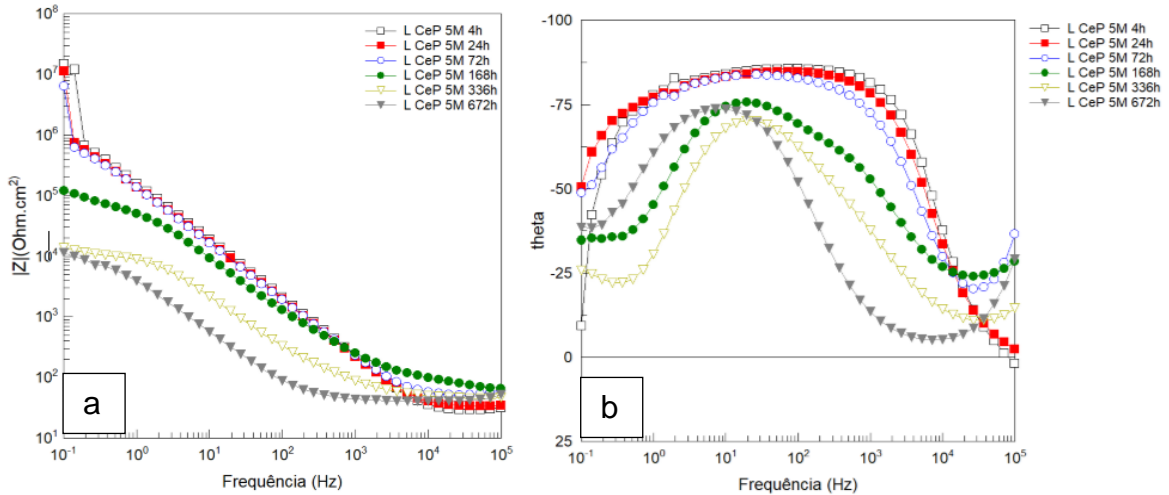 10^8
10^7
10^6
10^5
10^4
10^3
10^2
10^1
|Z|(Ohm.cm^2)
L CeP 5M 4h
L CeP 5M 24h
L CeP 5M 72h
L CeP 5M 168h
L CeP 5M 336h
L CeP 5M 672h
a
10^-1 10^0 10^1 10^2 10^3 10^4 10^5
Frequência (Hz)
-100
-75
-50
-25
0
25
theta
L CeP 5M 4h
L CeP 5M 24h
L CeP 5M 72h
L CeP 5M 168h
L CeP 5M 336h
L CeP 5M 672h
b
10^-1 10^0 10^1 10^2 10^3 10^4 10^5
Frequência (Hz)